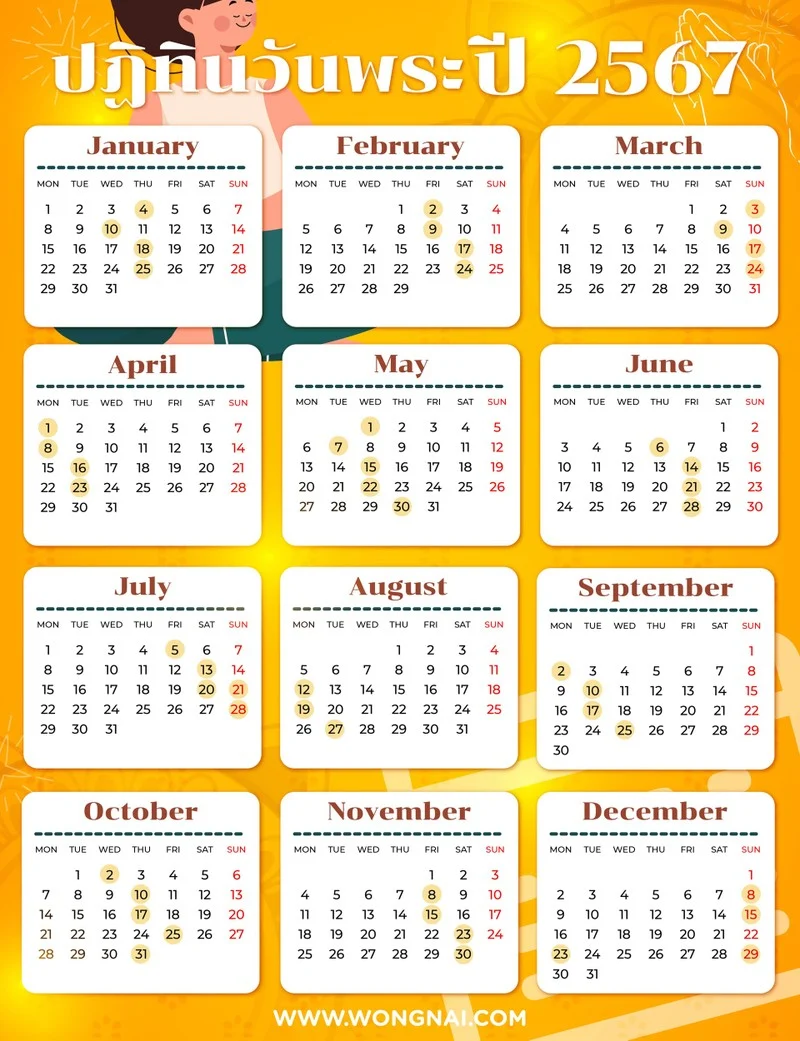 ปฏิทินวันพระปี 2567
January
MON TUE WED THU FRI SAT SUN
1 2 3 4 5 6 7
8 9 10 11 12 13 14
15 16 17 18 19 20 21
22 23 24 25 26 27 28
29 30 31
February
MON TUE WED THU FRI SAT SUN
1 2 3 4
5 6 7 8 9 10 11
12 13 14 15 16 17 18
19 20 21 22 23 24 25
26 27 28 29
March
MON TUE WED THU FRI SAT SUN
1 2 3
4 5 6 7 8 9 10
11 12 13 14 15 16 17
18 19 20 21 22 23 24
25 26 27 28 29 30 31
April
MON TUE WED THU FRI SAT SUN
1 2 3 4 5 6 7
8 9 10 11 12 13 14
15 16 17 18 19 20 21
22 23 24 25 26 27 28
29 30 31
May
MON TUE WED THU FRI SAT SUN
1 2 3 4 5
6 7 8 9 10 11 12
13 14 15 16 17 18 19
20 21 22 23 24 25 26
27 28 29 30 31
June
MON TUE WED THU FRI SAT SUN
1 2
3 4 5 6 7 8 9
10 11 12 13 14 15 16
17 18 19 20 21 22 23
24 25 26 27 28 29 30
July
MON TUE WED THU FRI SAT SUN
1 2 3 4 5 6 7
8 9 10 11 12 13 14
15 16 17 18 19 20 21
22 23 24 25 26 27 28
29 30 31
August
MON TUE WED THU FRI SAT SUN
1 2 3 4
5 6 7 8 9 10 11
12 13 14 15 16 17 18
19 20 21 22 23 24 25
26 27 28 29 30 31
September
MON TUE WED THU FRI SAT SUN
1
2 3 4 5 6 7 8
9 10 11 12 13 14 15
16 17 18 19 20 21 22
23 24 25 26 27 28 29
30
October
MON TUE WED THU FRI SAT SUN
1 2 3 4 5 6
7 8 9 10 11 12 13
14 15 16 17 18 19 20
21 22 23 24 25 26 27
28 29 30 31
November
MON TUE WED THU FRI SAT SUN
1 2 3
4 5 6 7 8 9 10
11 12 13 14 15 16 17
18 19 20 21 22 23 24
25 26 27 28 29 30
December
MON TUE WED THU FRI SAT SUN
1
2 3 4 5 6 7 8
9 10 11 12 13 14 15
16 17 18 19 20 21 22
23 24 25 26 27 28 29
30 31
WWW.WONGNAI.COM